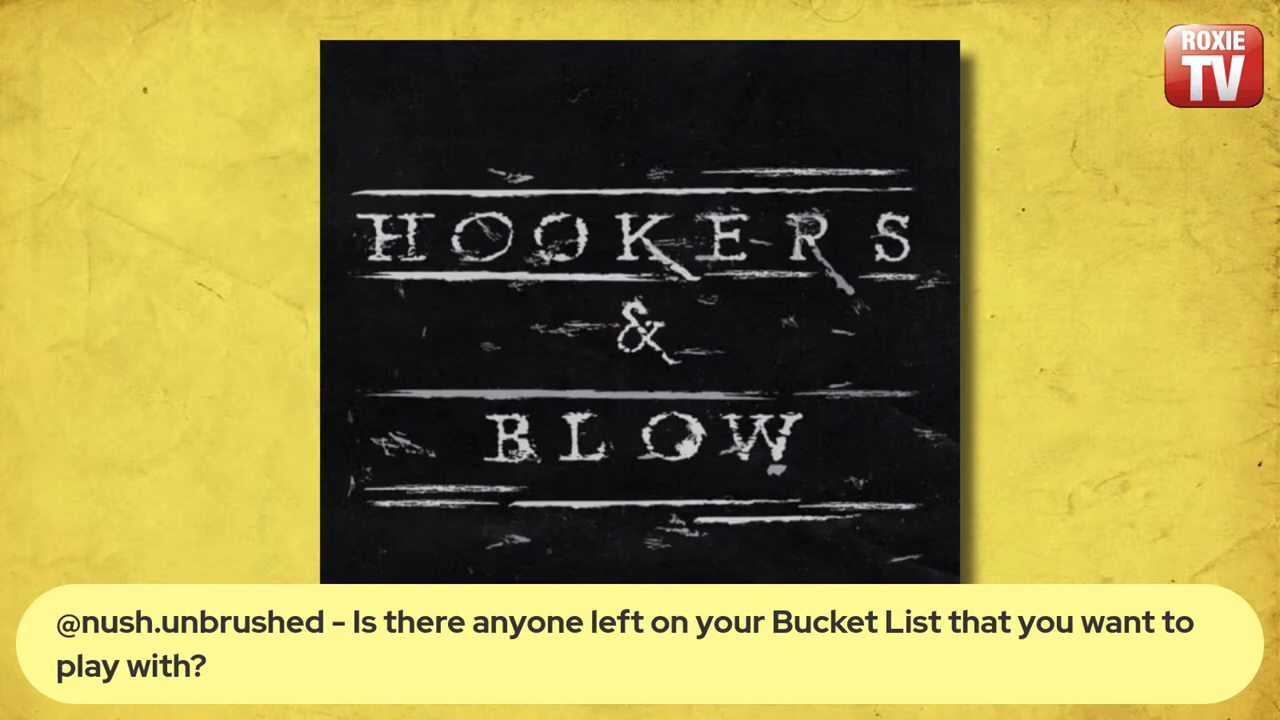 ROXIE
TV
HOOKERS
&
BLOW
@nush.unbrushed - Is there anyone left on your Bucket List that you want to
play with?